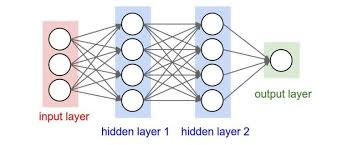 input layer
hidden layer 1
hidden layer 2
output layer